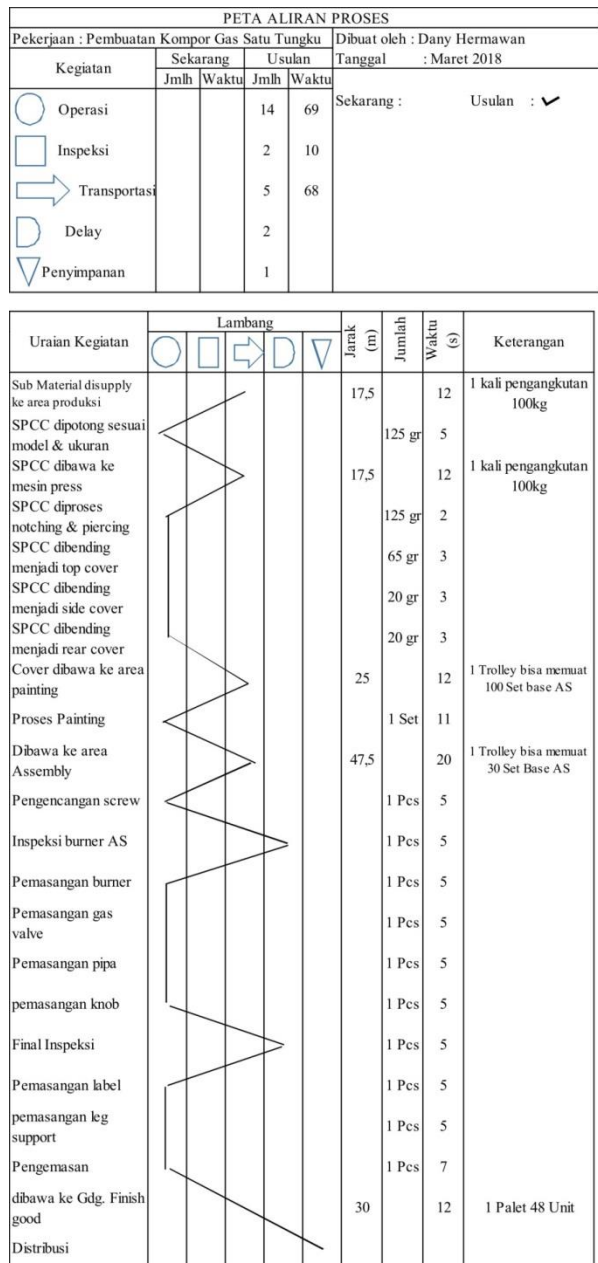 PETA ALIRAN PROSES
Pekerjaan : Pembuatan Kompor Gas Satu Tungku Dibuat oleh : Dany Hermawan
Kegiatan Sekarang Usulan Tanggal : Maret 2018
Jmlh Waktu Jmlh Waktu
Operasi 14 69 Sekarang : Usulan : ✓
Inspeksi 2 10
Transportasi 5 68
Delay 2
Penyimpanan 1
Uraian Kegiatan Lambang Jarak (m) Jumlah Waktu (s) Keterangan
Sub Material disupply
ke area produksi 17,5 12 1 kali pengangkutan
100kg
SPCC dipotong sesuai
model & ukuran 125 gr 5
SPCC dibawa ke
mesin press 17,5 12 1 kali pengangkutan
100kg
SPCC diproses
notching & piercing 125 gr 2
SPCC dibending
menjadi top cover 65 gr 3
SPCC dibending
menjadi side cover 20 gr 3
SPCC dibending
menjadi rear cover 20 gr 3
Cover dibawa ke area
painting 25 12 1 Trolley bisa memuat
100 Set base AS
Proses Painting 1 Set 11
Dibawa ke area
Assembly 47,5 20 1 Trolley bisa memuat
30 Set Base AS
Pengencangan screw 1 Pcs 5
Inspeksi burner AS 1 Pcs 5
Pemasangan burner 1 Pcs 5
Pemasangan gas
valve 1 Pcs 5
Pemasangan pipa 1 Pcs 5
pemasangan knob 1 Pcs 5
Final Inspeksi 1 Pcs 5
Pemasangan label 1 Pcs 5
pemasangan leg
support 1 Pcs 5
Pengemasan 1 Pcs 7
dibawa ke Gdg. Finish
good 30 12 1 Palet 48 Unit
Distribusi